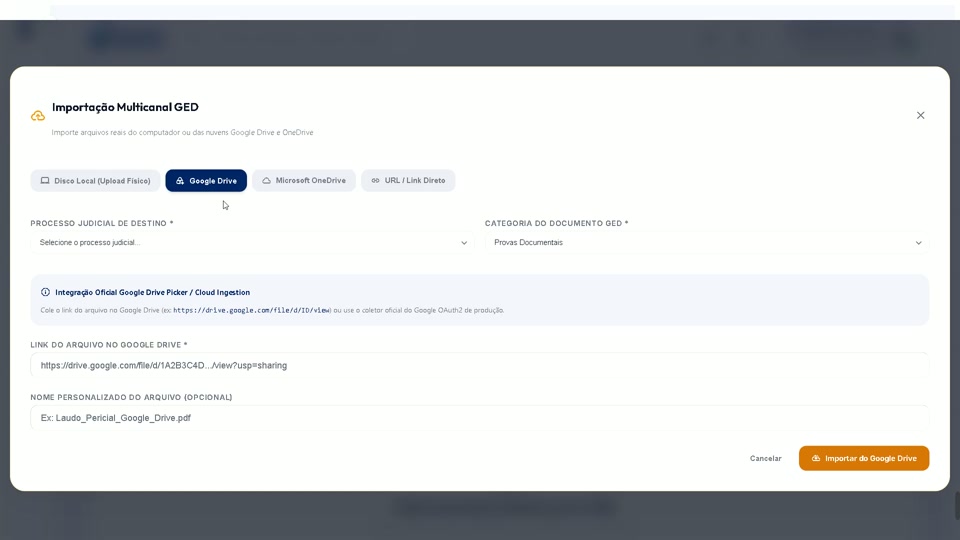 Importação Multicanal GED
Importe arquivos reais do computador ou das nuvens Google Drive e OneDrive
Disco Local (Upload Físico)
Google Drive
Microsoft OneDrive
URL / Link Direto
PROCESSO JUDICIAL DE DESTINO *
CATEGORIA DO DOCUMENTO GED *
Selecione o processo judicial...
Provas Documentais
Integração Oficial Google Drive Picker / Cloud Ingestion
Cole o link do arquivo no Google Drive (ex: https://drive.google.com/file/d/ID/view) ou use o coletor oficial do Google OAuth2 de produção.
LINK DO ARQUIVO NO GOOGLE DRIVE *
https://drive.google.com/file/d/1A2B3C4D.../view?usp=sharing
NOME PERSONALIZADO DO ARQUIVO (OPCIONAL)
Ex: Laudo_Pericial_Google_Drive.pdf
Cancelar
Importar do Google Drive